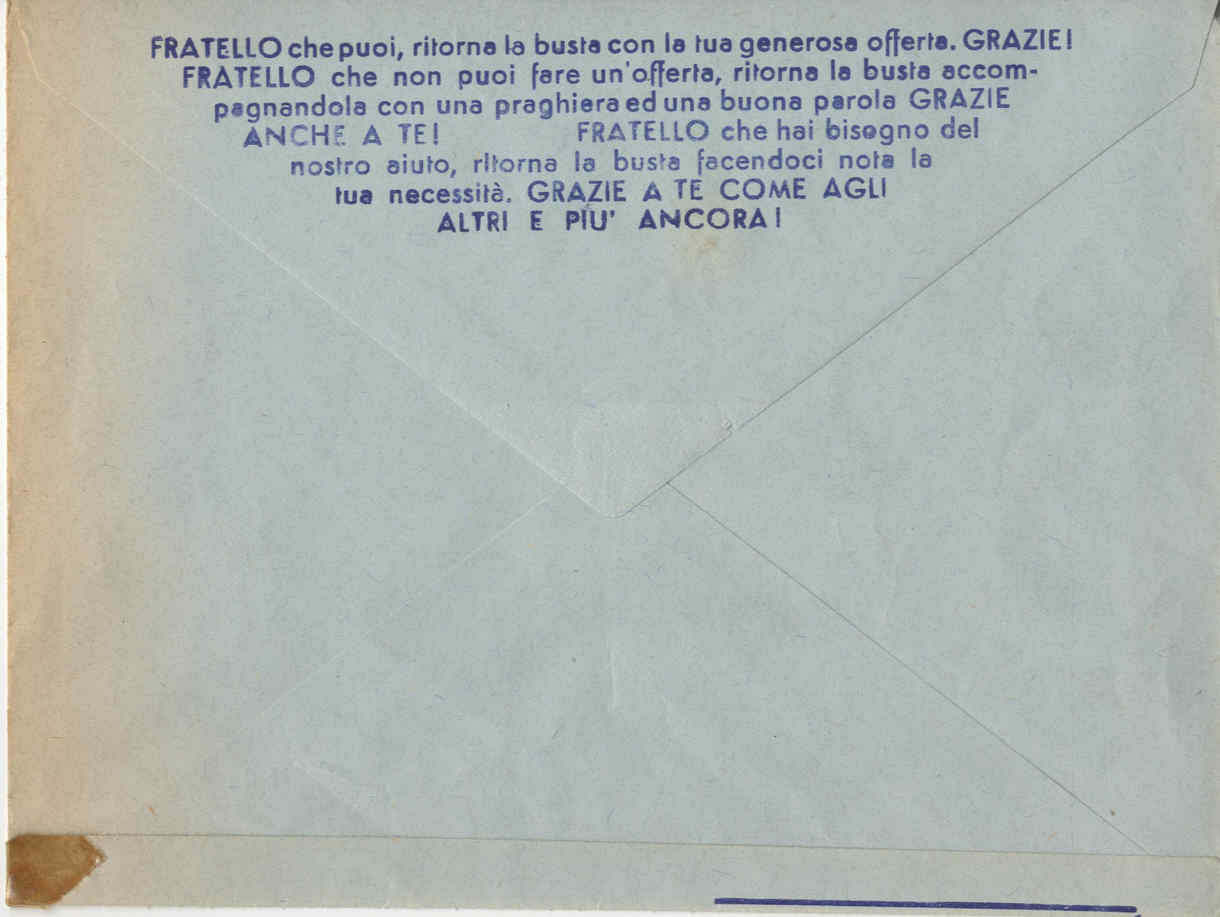 FRATELLO che puoi, ritorna la busta con la tua generosa offerta. GRAZIE!
FRATELLO che non puoi fare un'offerta, ritorna la busta accom-
pagnandola con una praghiera ed una buona parola GRAZIE
ANCHE A TE! FRATELLO che hai bisogno del
nostro aiuto, ritorna la busta facendoci nota la
tua necessità. GRAZIE A TE COME AGLI
ALTRI E PIU' ANCORA!